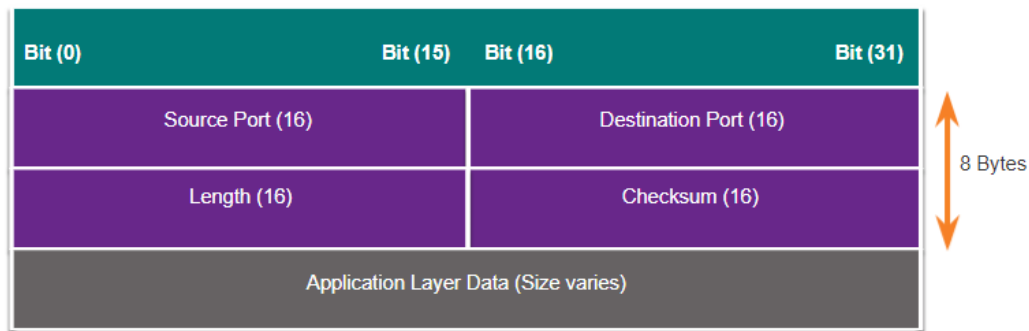 Bit (0) Bit (15) Bit (16) Bit (31)
Source Port (16) Destination Port (16)
8 Bytes
Length (16) Checksum (16)
Application Layer Data (Size varies)